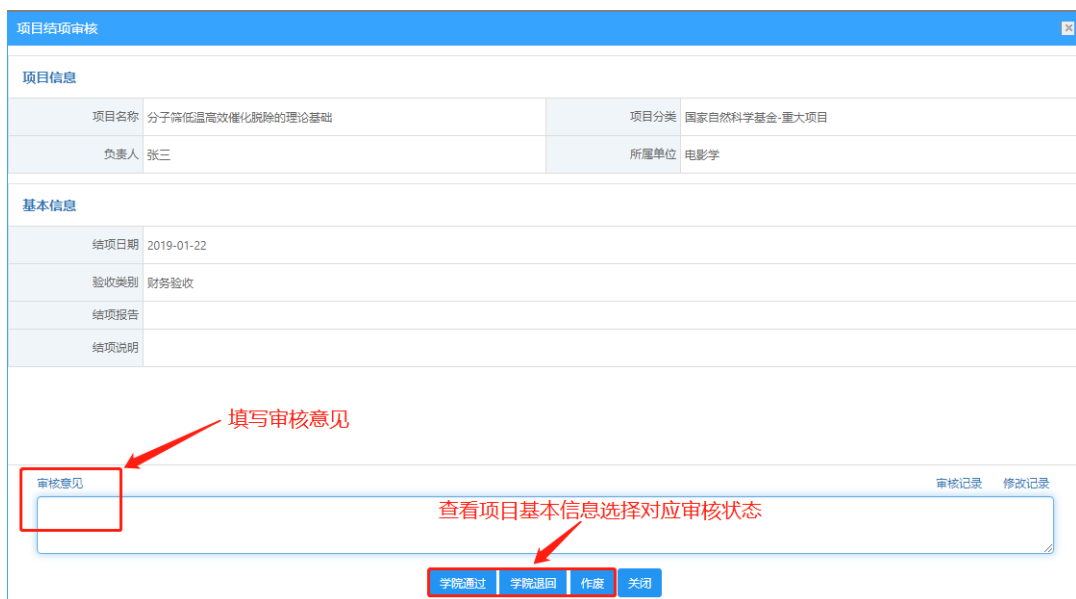 项目结项审核
项目信息
项目名称 分子筛低温高效催化脱除的理论基础 项目分类 国家自然科学基金-重大项目
负责人 张三 所属单位 电影学
基本信息
结项日期 2019-01-22
验收类别 财务验收
结项报告
结项说明
填写审核意见
审核意见 审核记录 修改记录
查看项目基本信息选择对应审核状态
学院通过 学院退回 作废 关闭